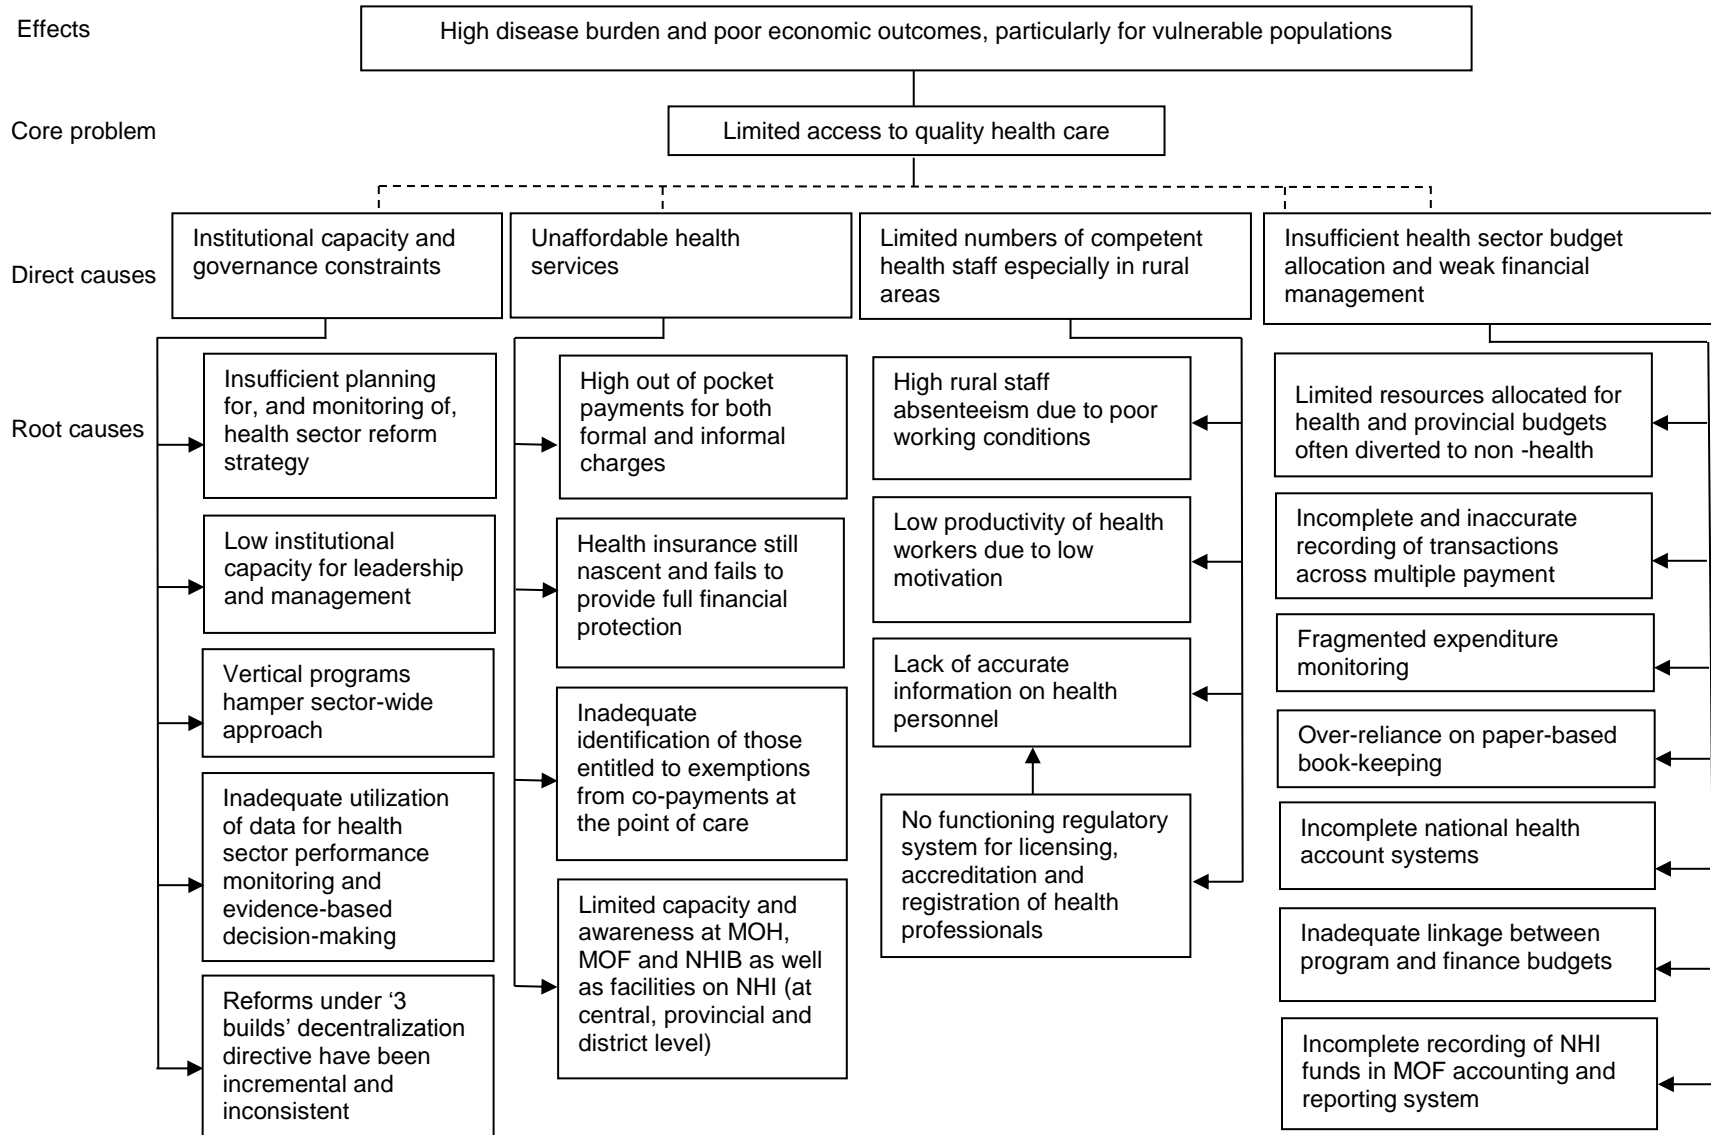 Effects
High disease burden and poor economic outcomes, particularly for vulnerable populations
Core problem
Limited access to quality health care
Direct causes
Institutional capacity and
governance constraints
Unaffordable health
services
Limited numbers of competent
health staff especially in rural
areas
Insufficient health sector budget
allocation and weak financial
management
Root causes
Insufficient planning
for, and monitoring of,
health sector reform
strategy
Low institutional
capacity for leadership
and management
Vertical programs
hamper sector-wide
approach
Inadequate utilization
of data for health
sector performance
monitoring and
evidence-based
decision-making
Reforms under ‘3
builds’ decentralization
directive have been
incremental and
inconsistent
High out of pocket
payments for both
formal and informal
charges
Health insurance still
nascent and fails to
provide full financial
protection
Inadequate
identification of those
entitled to exemptions
from co-payments at
the point of care
Limited capacity and
awareness at MOH,
MOF and NHIB as well
as facilities on NHI (at
central, provincial and
district level)
High rural staff
absenteeism due to poor
working conditions
Low productivity of health
workers due to low
motivation
Lack of accurate
information on health
personnel
No functioning regulatory
system for licensing,
accreditation and
registration of health
professionals
Limited resources allocated for
health and provincial budgets
often diverted to non -health
Incomplete and inaccurate
recording of transactions
across multiple payment
Fragmented expenditure
monitoring
Over-reliance on paper-based
book-keeping
Incomplete national health
account systems
Inadequate linkage between
program and finance budgets
Incomplete recording of NHI
funds in MOF accounting and
reporting system